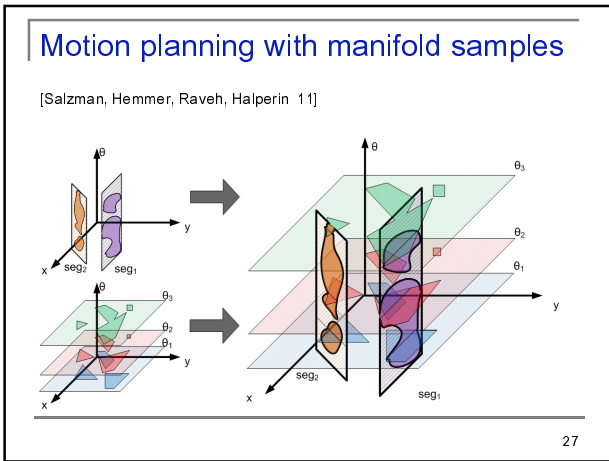 Motion planning with manifold samples
[Salzman, Hemmer, Raveh, Halperin 11]
θ
y
x
seg2
seg1
θ
θ3
θ2
θ1
y
x
θ
θ3
θ2
θ1
y
x
seg2
seg1
27